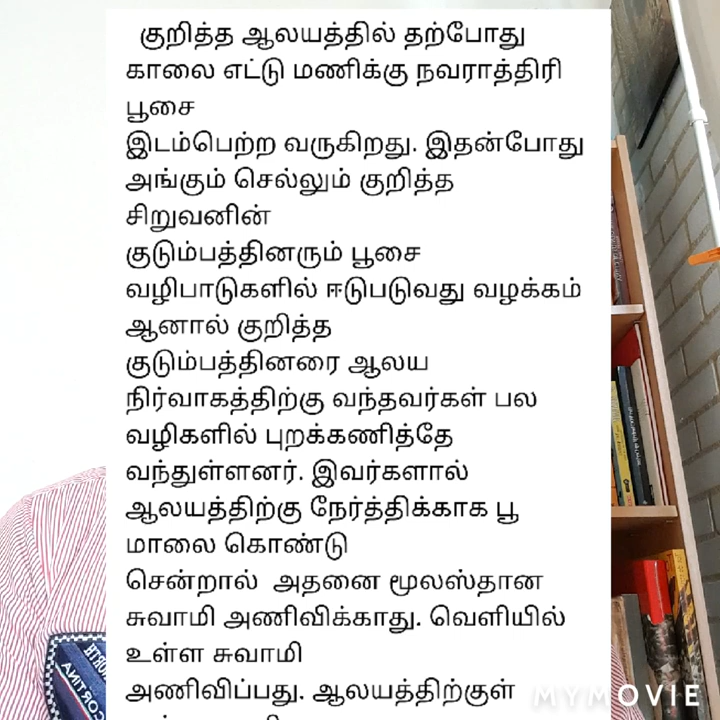 குறித்த ஆலயத்தில் தற்போது
காலை எட்டு மணிக்கு நவராத்திரி
பூசை
இடம்பெற்ற வருகிறது. இதன்போது
அங்கும் செல்லும் குறித்த
சிறுவனின்
குடும்பத்தினரும் பூசை
வழிபாடுகளில் ஈடுபடுவது வழக்கம்
ஆனால் குறித்த
குடும்பத்தினரை ஆலய
நிர்வாகத்திற்கு வந்தவர்கள் பல
வழிகளில் புறக்கணித்தே
வந்துள்ளனர். இவர்களால்
ஆலயத்திற்கு நேர்த்திக்காக பூ
மாலை கொண்டு
சென்றால் அதனை மூலஸ்தான
சுவாமி அணிவிக்காது. வெளியில்
உள்ள சுவாமி
அணிவிப்பது. ஆலயத்திற்குள்
CORTINA
MYMOVIE